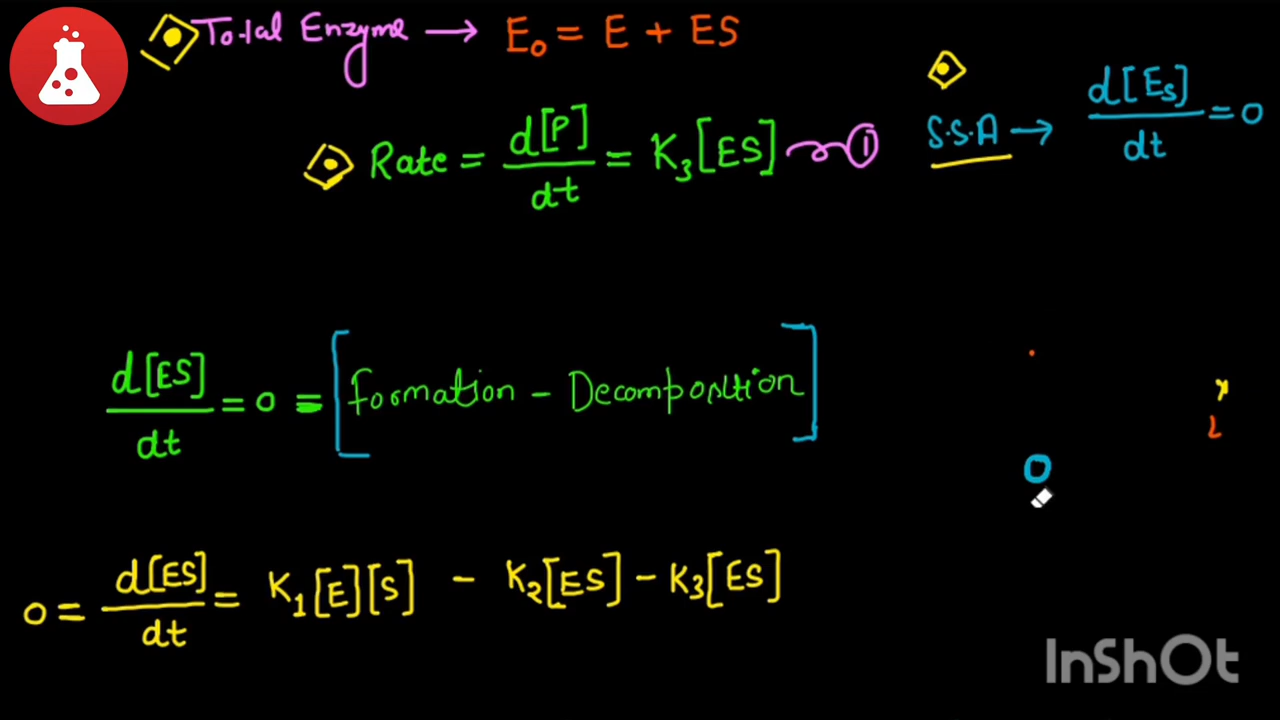 Total Enzyme → E₀ = E + ES
S.S.A → d[Es]/dt = 0
Rate = d[P]/dt = K₃[ES] ①
d[ES]/dt = 0 = [Formation - Decomposition]
0 = d[ES]/dt = K₁[E][S] - K₂[ES] - K₃[ES]
InShOt